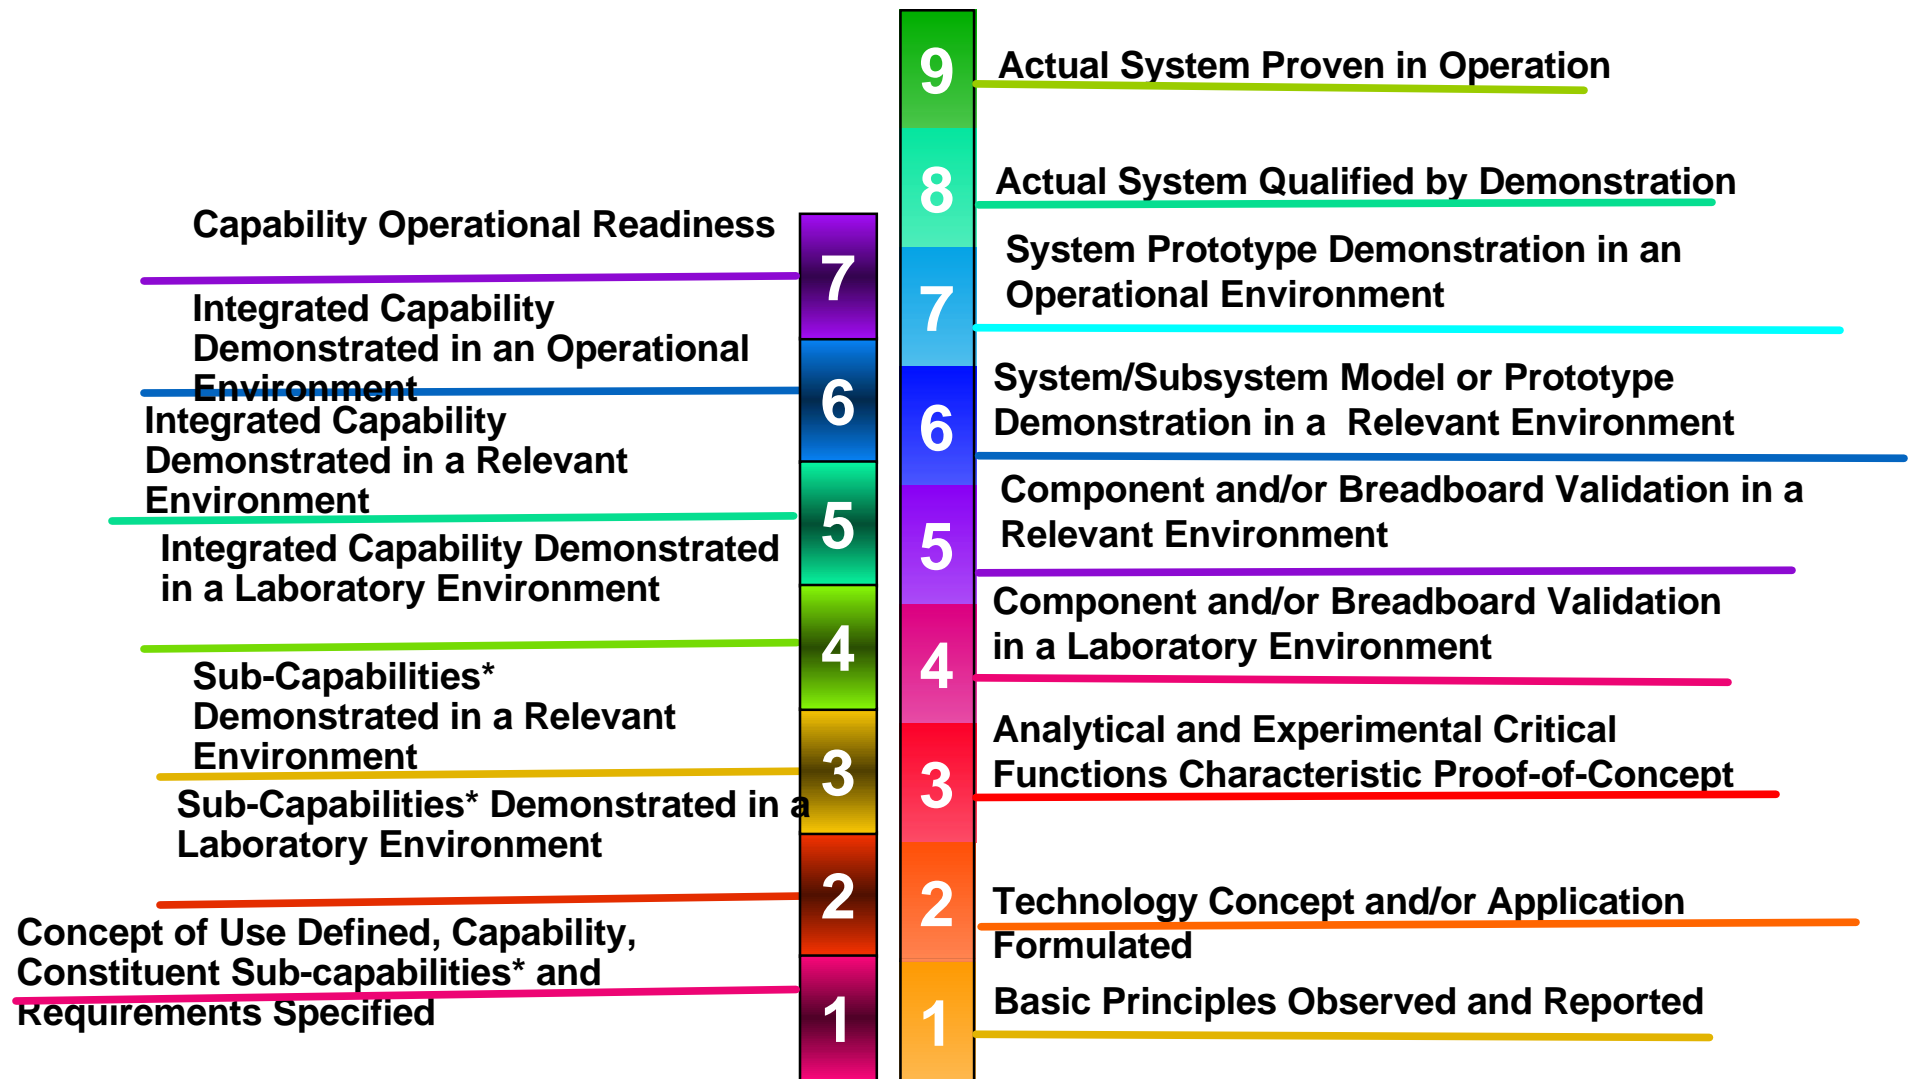 Capability Operational Readiness
7
Integrated Capability
Demonstrated in an Operational
Environment
6
Integrated Capability
Demonstrated in a Relevant
Environment
5
Integrated Capability Demonstrated
in a Laboratory Environment
4
Sub-Capabilities*
Demonstrated in a Relevant
Environment
3
Sub-Capabilities* Demonstrated in a
Laboratory Environment
2
Concept of Use Defined, Capability,
Constituent Sub-capabilities* and
Requirements Specified
1
9
Actual System Proven in Operation
8
Actual System Qualified by Demonstration
7
System Prototype Demonstration in an
Operational Environment
6
System/Subsystem Model or Prototype
Demonstration in a  Relevant Environment
5
Component and/or Breadboard Validation in a
Relevant Environment
4
Component and/or Breadboard Validation
in a Laboratory Environment
3
Analytical and Experimental Critical
Functions Characteristic Proof-of-Concept
2
Technology Concept and/or Application
Formulated
1
Basic Principles Observed and Reported